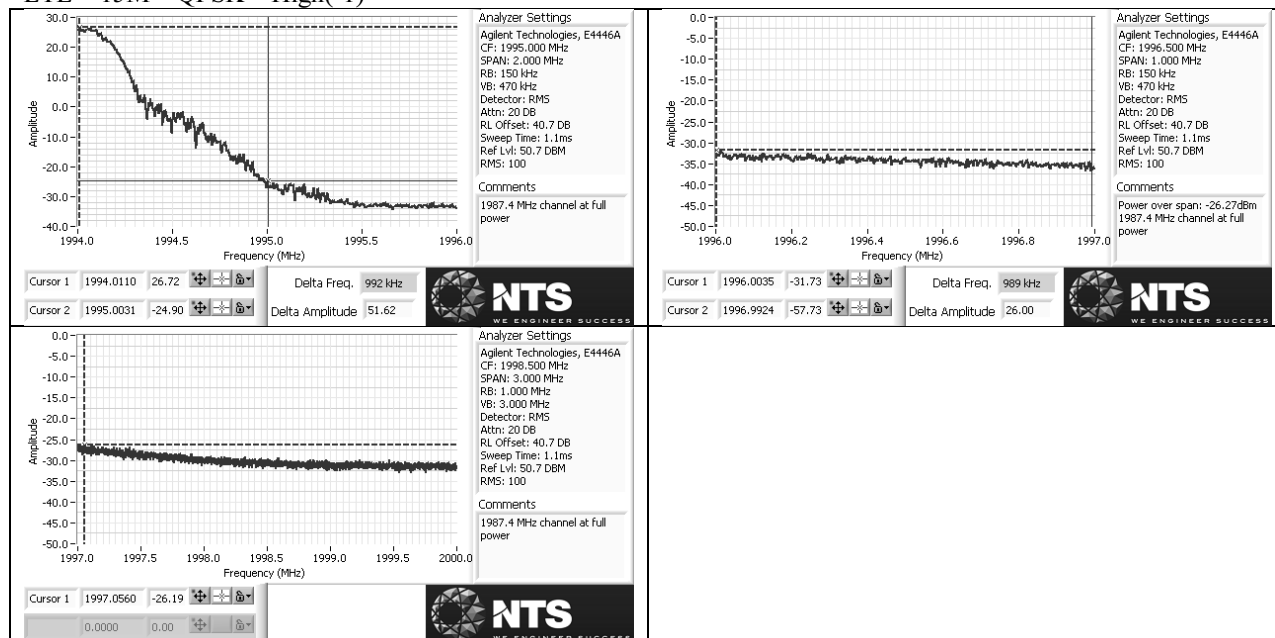 30.0
20.0
10.0
0.0
-10.0
-20.0
-30.0
-40.0
Amplitude
1994.0 1994.5 1995.0 1995.5 1996.0
Frequency (MHz)
Analyzer Settings
Agilent Technologies, E4446A
CF: 1995.000 MHz
SPAN: 2.000 MHz
RB: 150 kHz
VB: 470 kHz
Detector: RMS
Attn: 20 DB
RL Offset: 40.7 DB
Sweep Time: 1.1ms
Ref Lvl: 50.7 DBM
RMS: 100
Comments
1987.4 MHz channel at full
power
Cursor 1 1994.0110 26.72
Cursor 2 1995.0031 -24.90
Delta Freq. 992 kHz
Delta Amplitude 51.62
NTS
WE ENGINEER SUCCESS
0.0
-5.0
-10.0
-15.0
-20.0
-25.0
-30.0
-35.0
-40.0
-45.0
-50.0
Amplitude
1996.0 1996.2 1996.4 1996.6 1996.8 1997.0
Frequency (MHz)
Analyzer Settings
Agilent Technologies, E4446A
CF: 1996.500 MHz
SPAN: 1.000 MHz
RB: 150 kHz
VB: 470 kHz
Detector: RMS
Attn: 20 DB
RL Offset: 40.7 DB
Sweep Time: 1.1ms
Ref Lvl: 50.7 DBM
RMS: 100
Comments
Power over span: -26.27dBm
1987.4 MHz channel at full
power
Cursor 1 1996.0035 -31.73
Cursor 2 1996.9924 -57.73
Delta Freq. 989 kHz
Delta Amplitude 26.00
NTS
WE ENGINEER SUCCESS
0.0
-5.0
-10.0
-15.0
-20.0
-25.0
-30.0
-35.0
-40.0
-45.0
-50.0
Amplitude
1997.0 1997.5 1998.0 1998.5 1999.0 1999.5 2000.0
Frequency (MHz)
Analyzer Settings
Agilent Technologies, E4446A
CF: 1998.500 MHz
SPAN: 3.000 MHz
RB: 1.000 MHz
VB: 3.000 MHz
Detector: RMS
Attn: 20 DB
RL Offset: 40.7 DB
Sweep Time: 1.1ms
Ref Lvl: 50.7 DBM
RMS: 100
Comments
1987.4 MHz channel at full
power
Cursor 1 1997.0560 -26.19
0.0000 0.00
NTS